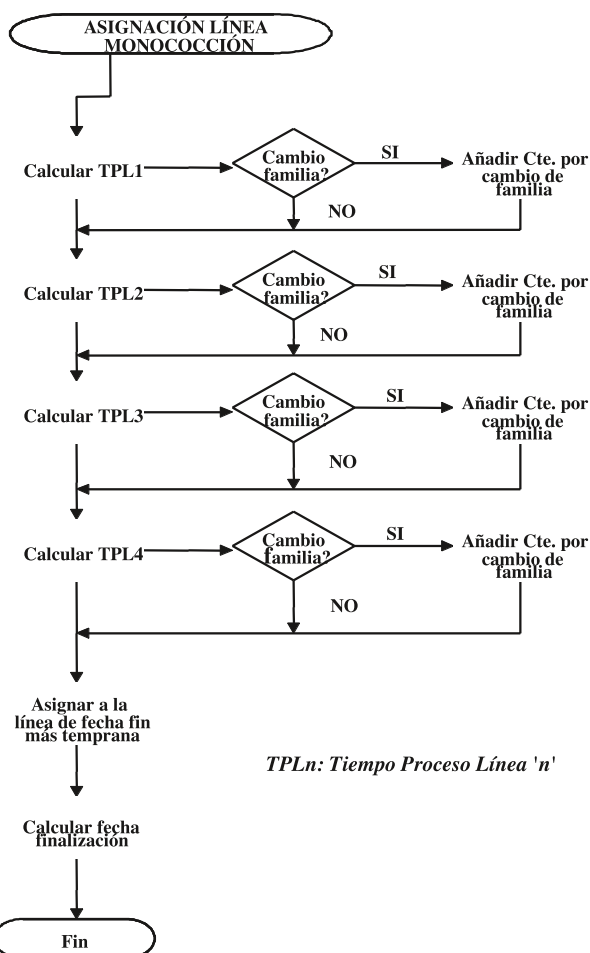 ASIGNACIÓN LÍNEA
MONOCOCCIÓN
Calcular TPL1
Cambio
familia?
SI
Añadir Cte. por
cambio de
familia
NO
Calcular TPL2
Cambio
familia?
SI
Añadir Cte. por
cambio de
familia
NO
Calcular TPL3
Cambio
familia?
SI
Añadir Cte. por
cambio de
familia
NO
Calcular TPL4
Cambio
familia?
SI
Añadir Cte. por
cambio de
familia
NO
Asignar a la
línea de fecha fin
más temprana
TPLn: Tiempo Proceso Línea 'n'
Calcular fecha
finalización
Fin